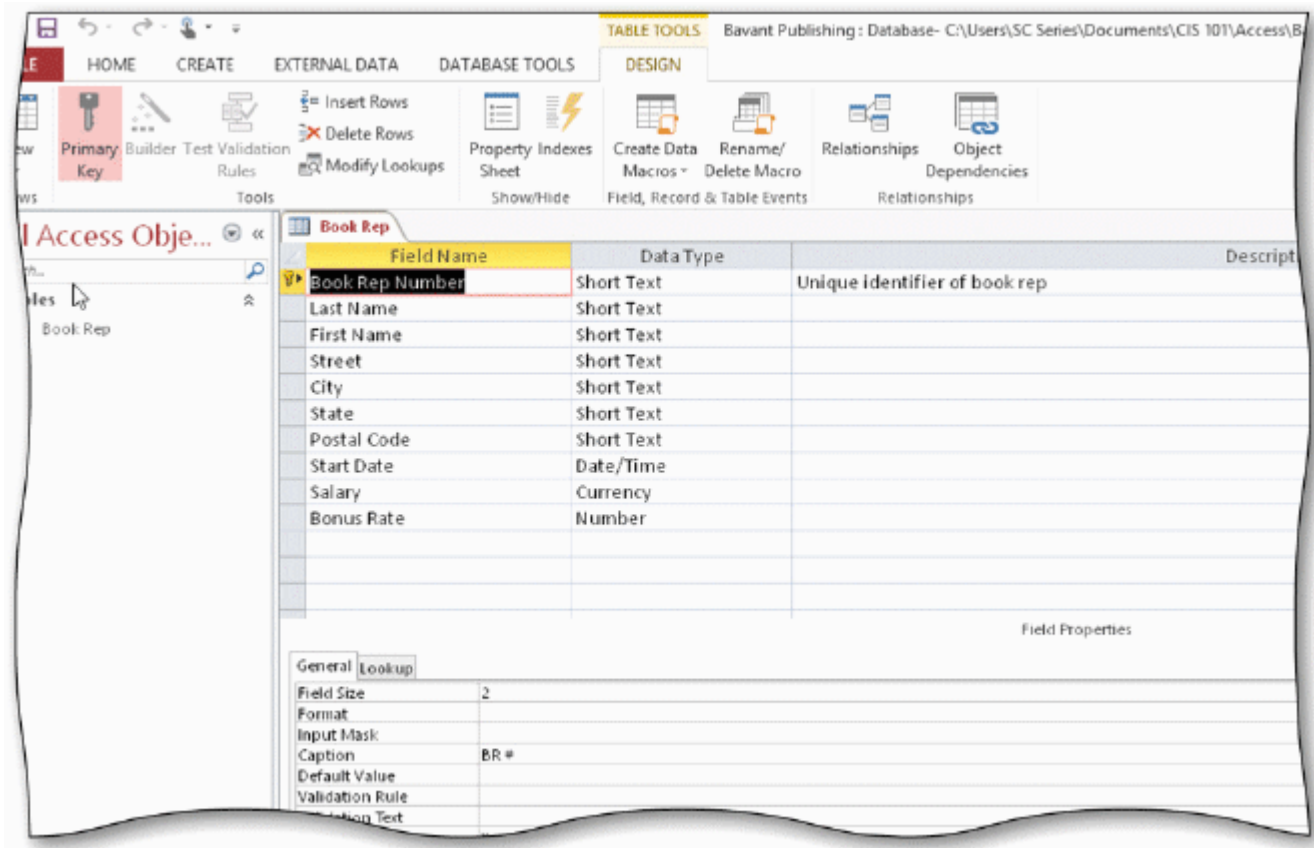 TABLE TOOLS Bavant Publishing : Database- C:\Users\SC Series\Documents\CIS 101\Access\B
HOME CREATE EXTERNAL DATA DATABASE TOOLS DESIGN
Primary Key
Builder
Test Validation Rules
Insert Rows
Delete Rows
Modify Lookups
Property Sheet
Indexes
Create Data Macros
Rename/ Delete Macro
Relationships
Object Dependencies
Tools Show/Hide Field, Record & Table Events Relationships
Access Obje...
Book Rep
Book Rep
Field Name Data Type Descript
Book Rep Number Short Text Unique identifier of book rep
Last Name Short Text
First Name Short Text
Street Short Text
City Short Text
State Short Text
Postal Code Short Text
Start Date Date/Time
Salary Currency
Bonus Rate Number
Field Properties
General Lookup
Field Size 2
Format
Input Mask
Caption BR #
Default Value
Validation Rule
Text